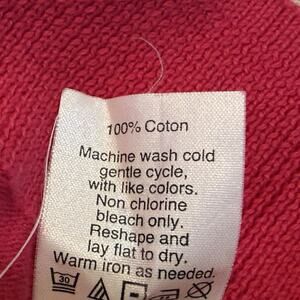 100% Coton
Machine wash cold
gentle cycle,
with like colors.
Non chlorine
bleach only.
Reshape and
lay flat to dry.
Warm iron as needed.
30